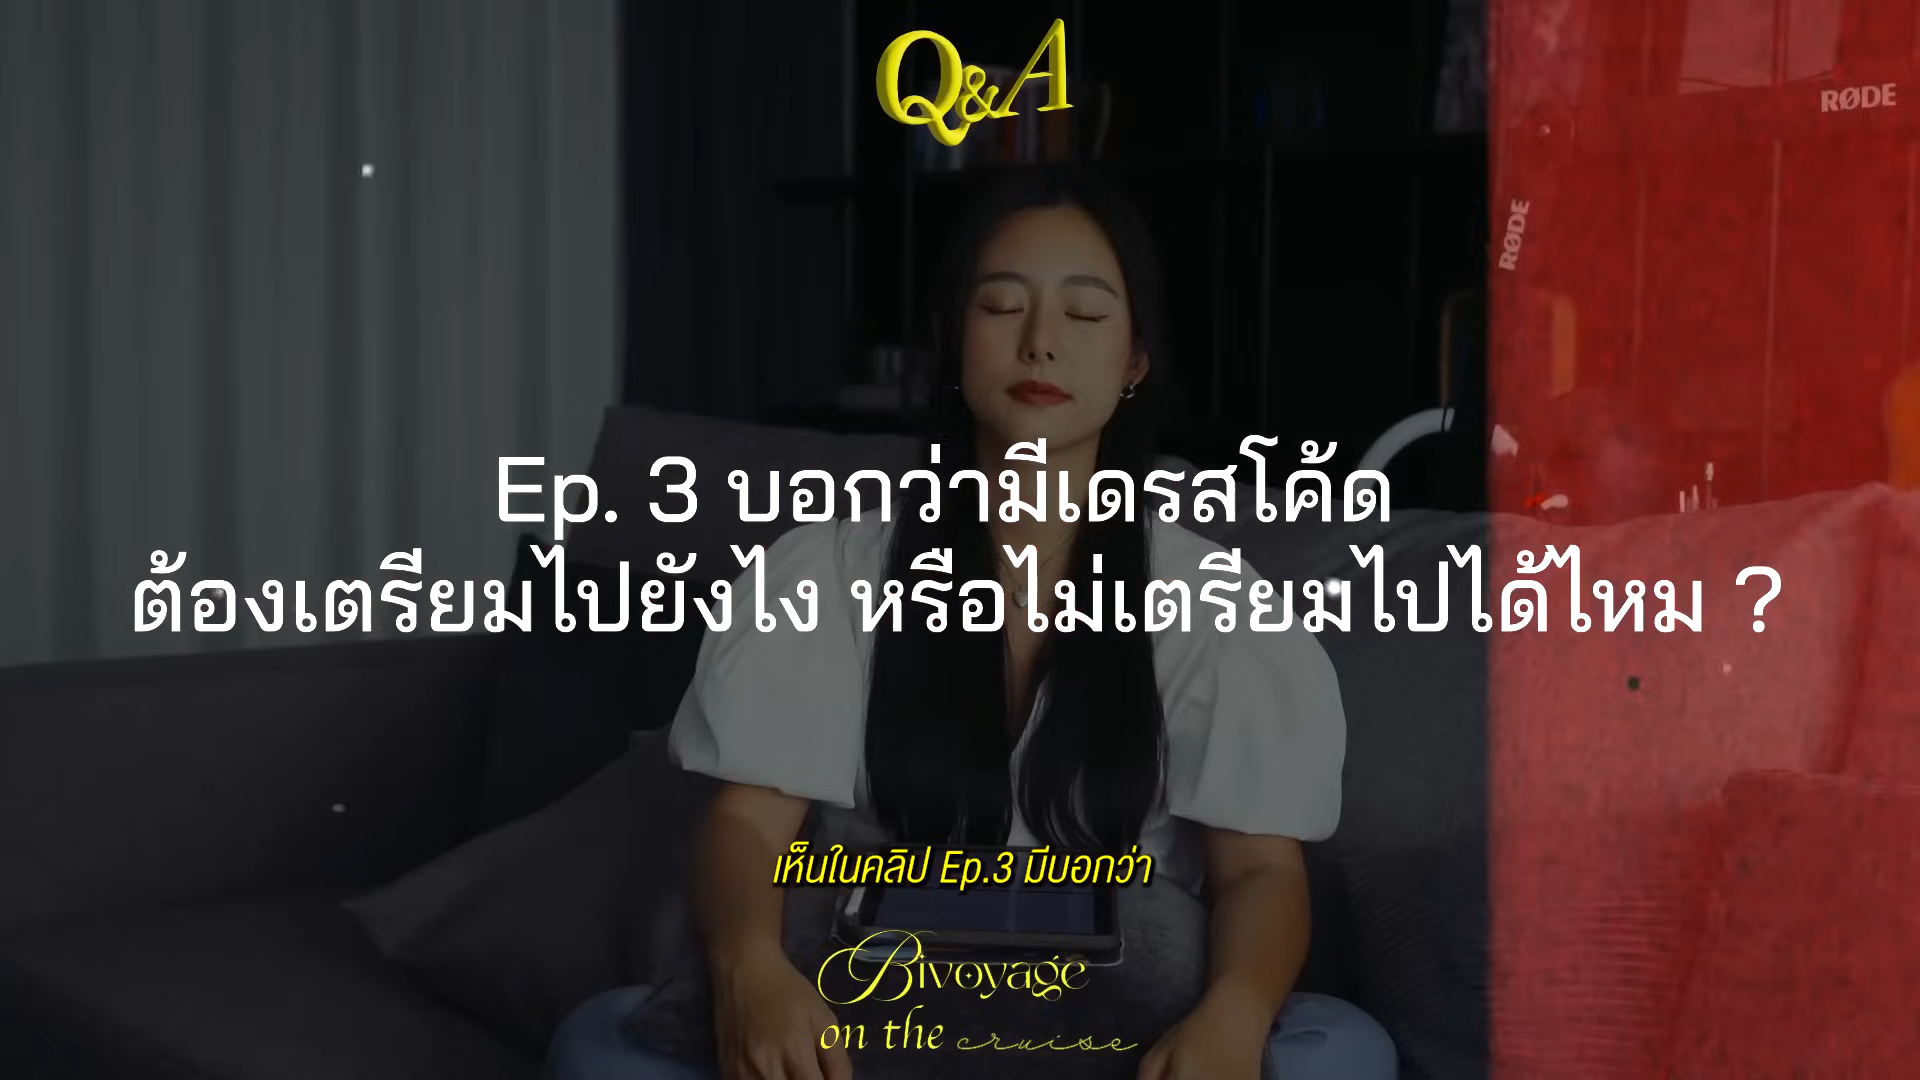 Q&A
RØDE
RØDE
Ep. 3 บอกว่ามีเดรสโค้ด
ต้องเตรียมไปยังไง หรือไม่เตรียมไปได้ไหม ?
เห็นในคลิป Ep.3 มีบอกว่า
Bivoyage
on the cruise